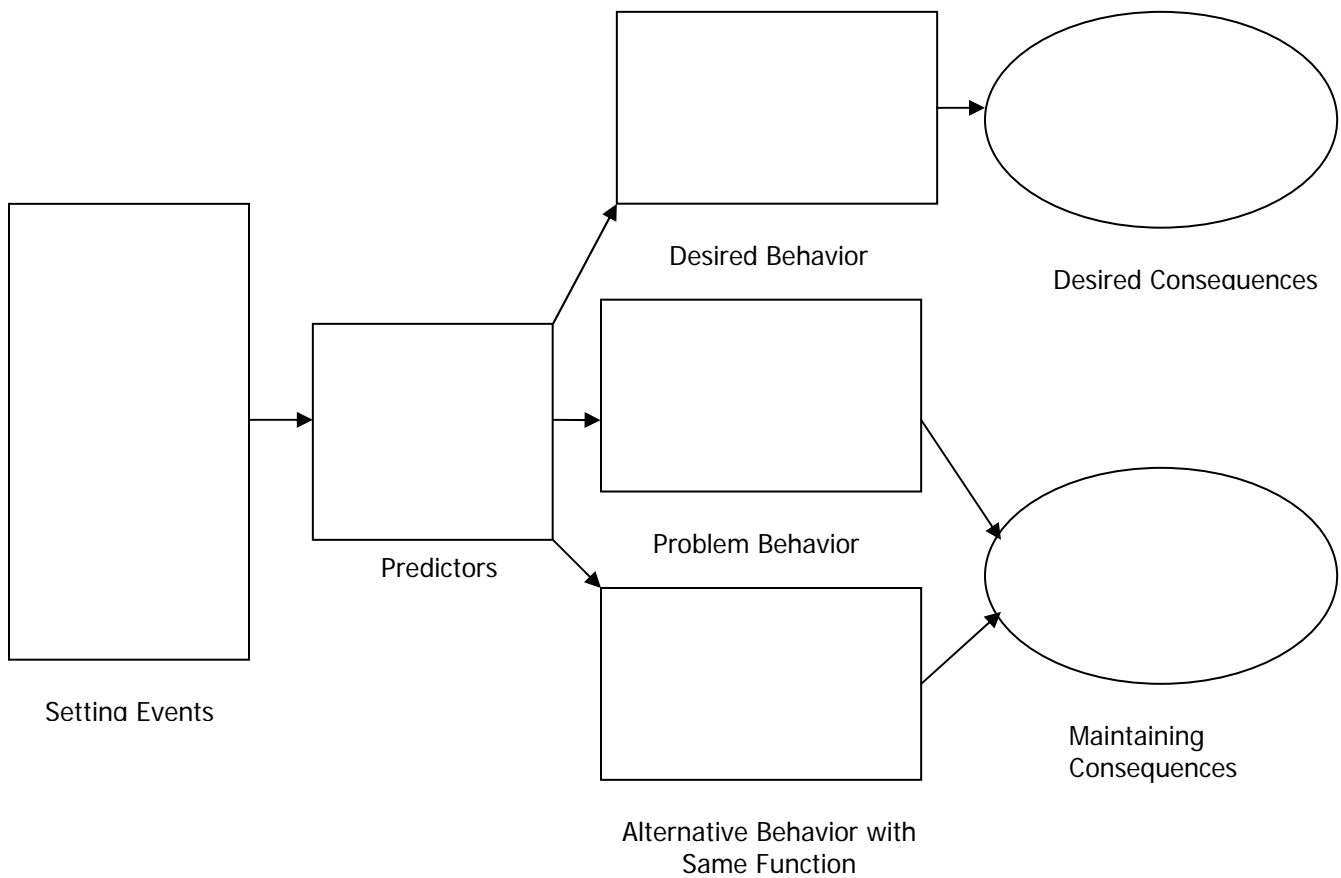 Desired Behavior
Desired Consequences
Predictors
Problem Behavior
Setting Events
Maintaining
Consequences
Alternative Behavior with
Same Function